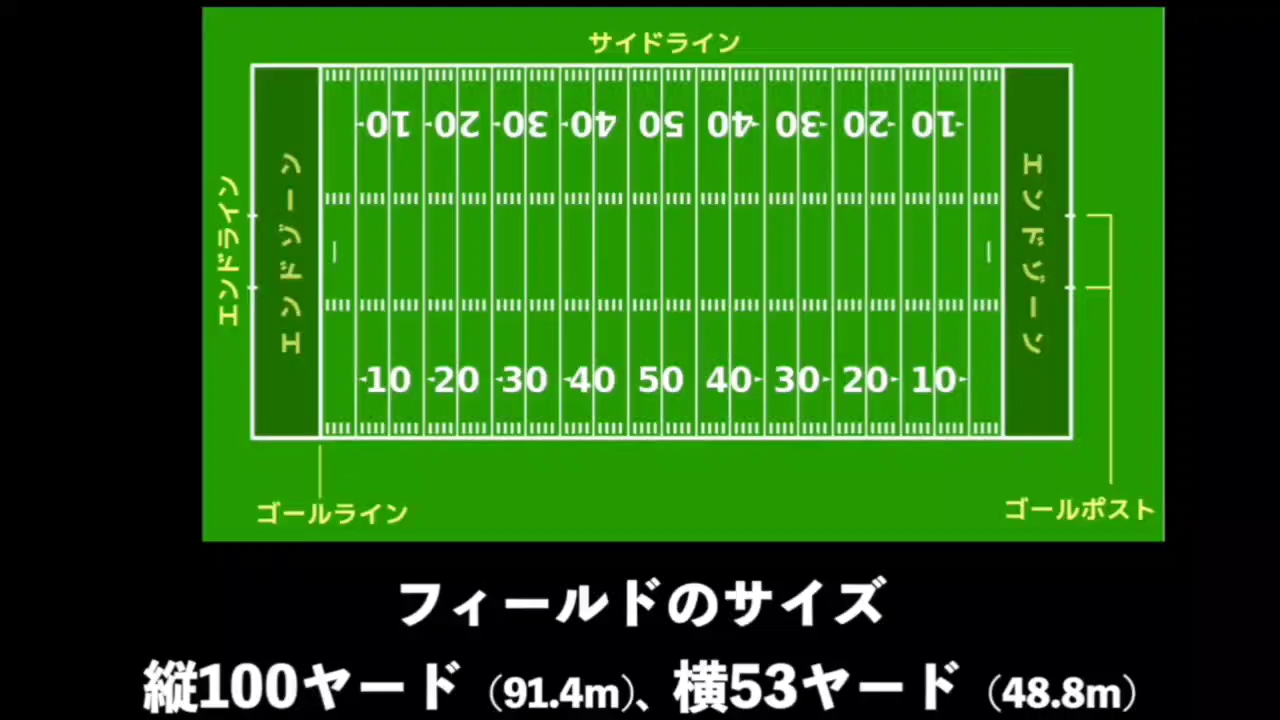 サイドライン
10 20 30 40 50 40 30 20 10
エンドライン
エンドゾーン
エンドゾーン
10 20 30 40 50 40 30 20 10
ゴールライン
ゴールポスト
フィールドのサイズ
縦100ヤード（91.4m）、横53ヤード（48.8m）